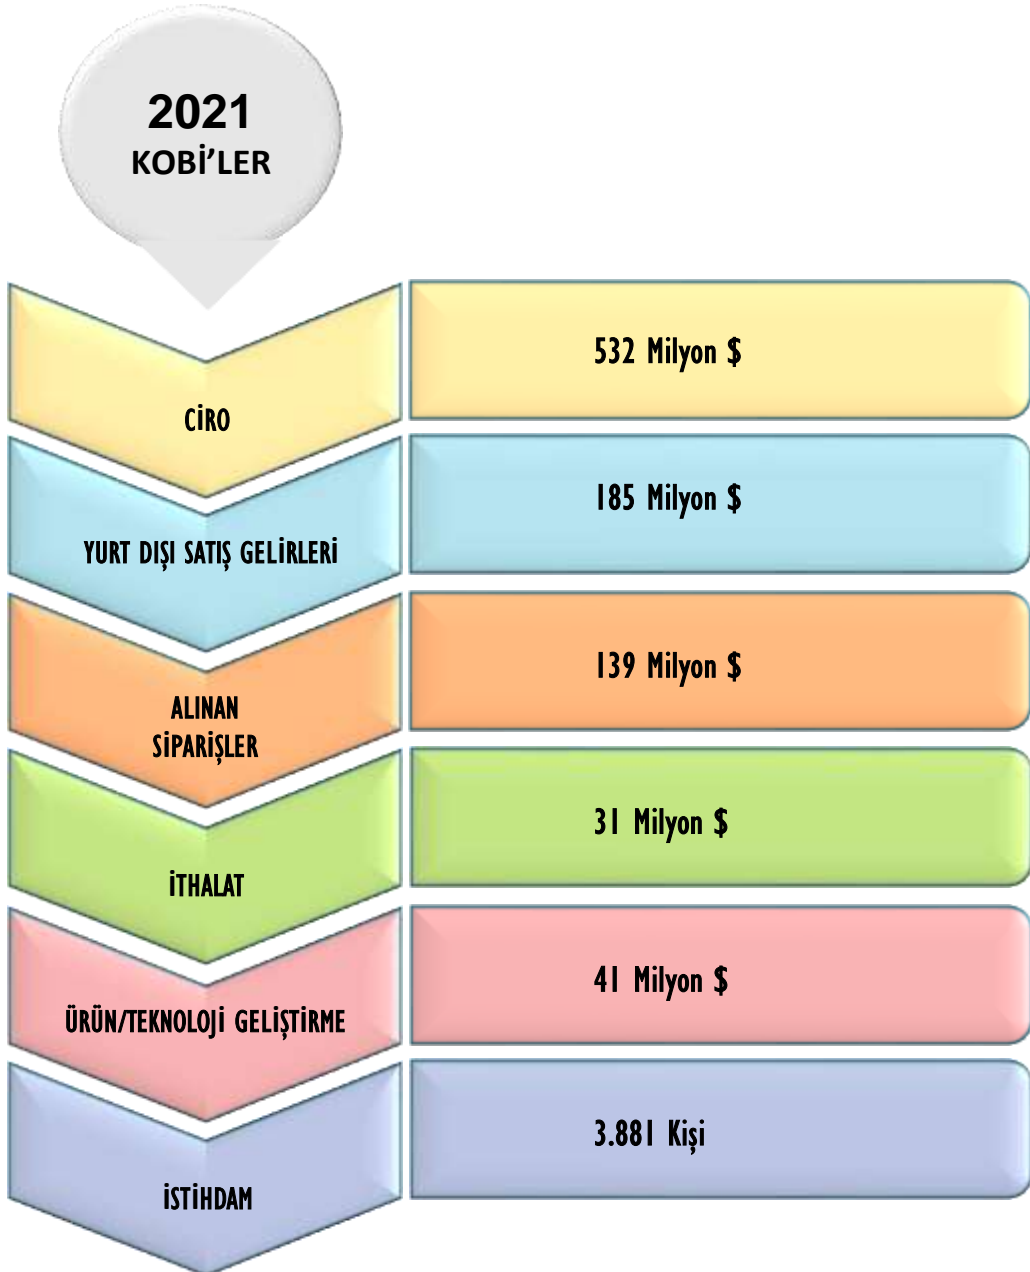 2021
KOBİ’LER
CİRO
532 Milyon $
YURT DIŞI SATIŞ GELİRLERİ
185 Milyon $
ALINAN
SİPARİŞLER
139 Milyon $
İTHALAT
31 Milyon $
ÜRÜN/TEKNOLOJİ GELİŞTİRME
41 Milyon $
İSTİHDAM
3.881 Kişi